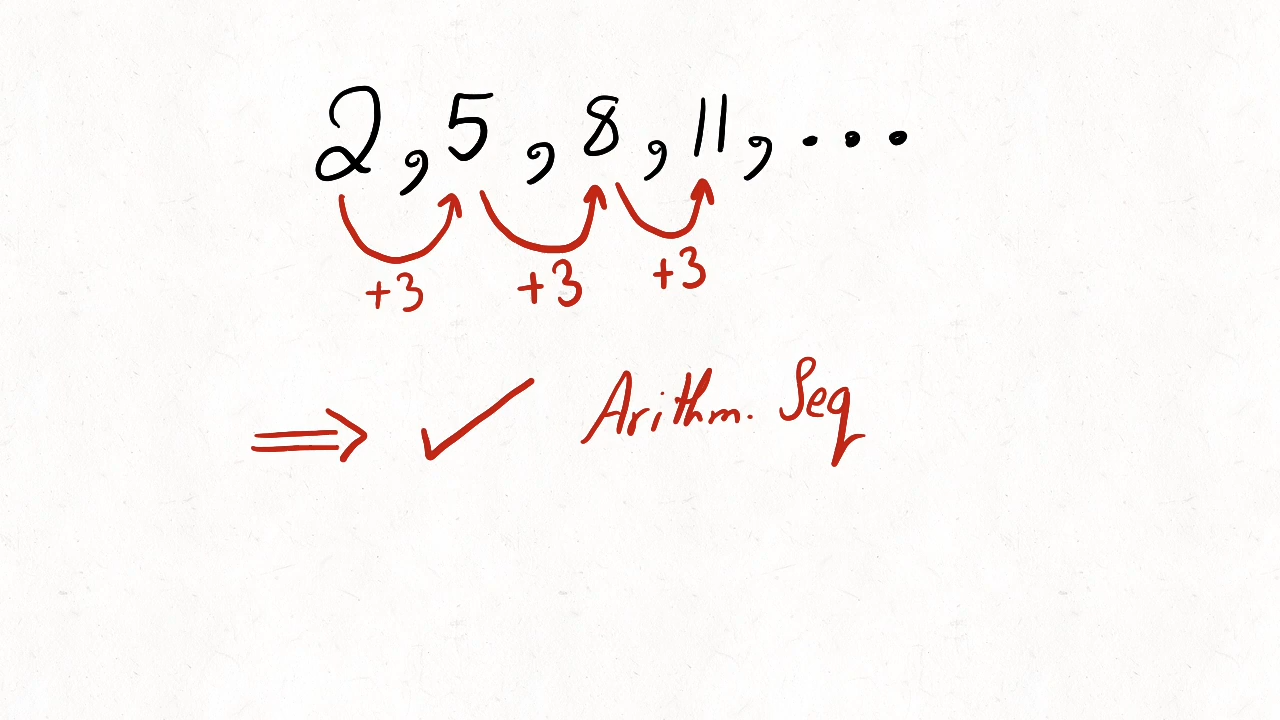 2, 5, 8, 11, ...
+3 +3 +3
⇒ ✓ Arithm. Seq